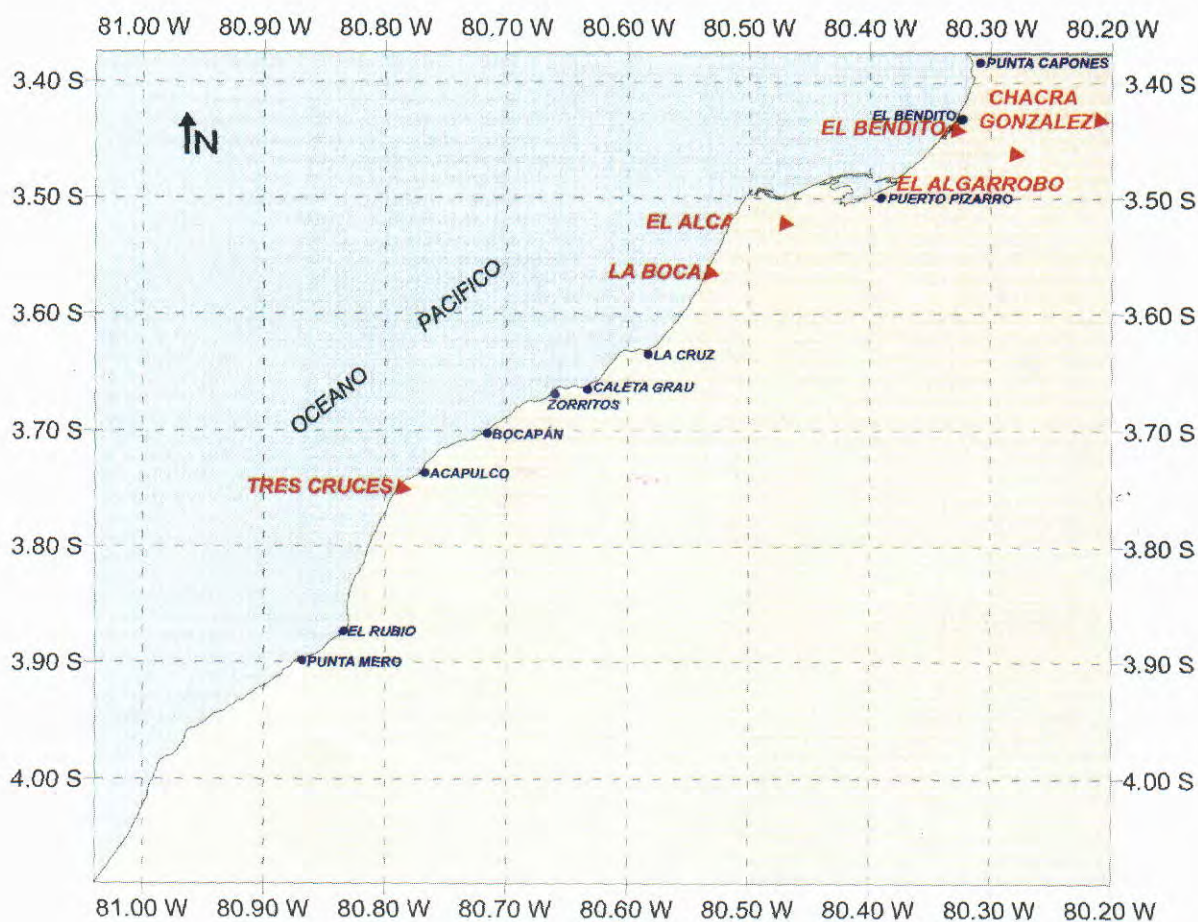 81.00 W 80.90 W 80.80 W 80.70 W 80.60 W 80.50 W 80.40 W 80.30 W 80.20 W
PUNTA CAPONES
3.40 S 3.40 S
CHACRA
GONZALEZ
EL BENDITO
EL BENDITO
N
EL ALGARROBO
3.50 S 3.50 S
PUERTO PIZARRO
EL ALCA
LA BOCA
PACIFICO
3.60 S 3.60 S
LA CRUZ
CALETA GRAU
ZORRITOS
OCEANO
3.70 S 3.70 S
BOCAPÁN
ACAPULCO
TRES CRUCES
3.80 S 3.80 S
EL RUBIO
PUNTA MERO
3.90 S 3.90 S
4.00 S 4.00 S
81.00 W 80.90 W 80.80 W 80.70 W 80.60 W 80.50 W 80.40 W 80.30 W 80.20 W